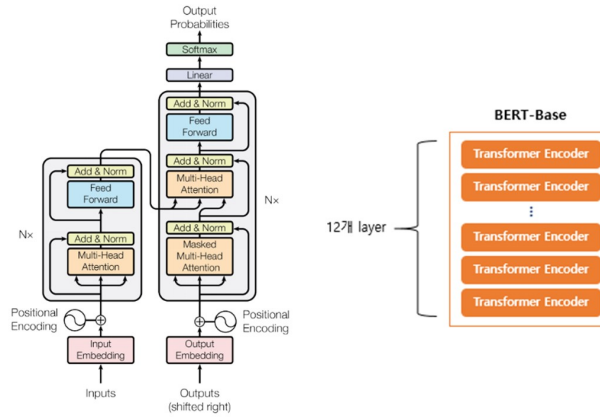 Output
Probabilities
Softmax
Linear
Add & Norm
Feed
Forward
Add & Norm
Multi-Head
Attention
Add & Norm
Masked
Multi-Head
Attention
Nx
Positional
Encoding
Output
Embedding
Outputs
(shifted right)
Add & Norm
Feed
Forward
Nx
Add & Norm
Multi-Head
Attention
Positional
Encoding
Input
Embedding
Inputs
BERT-Base
Transformer Encoder
Transformer Encoder
⋮
Transformer Encoder
Transformer Encoder
Transformer Encoder
12개 layer